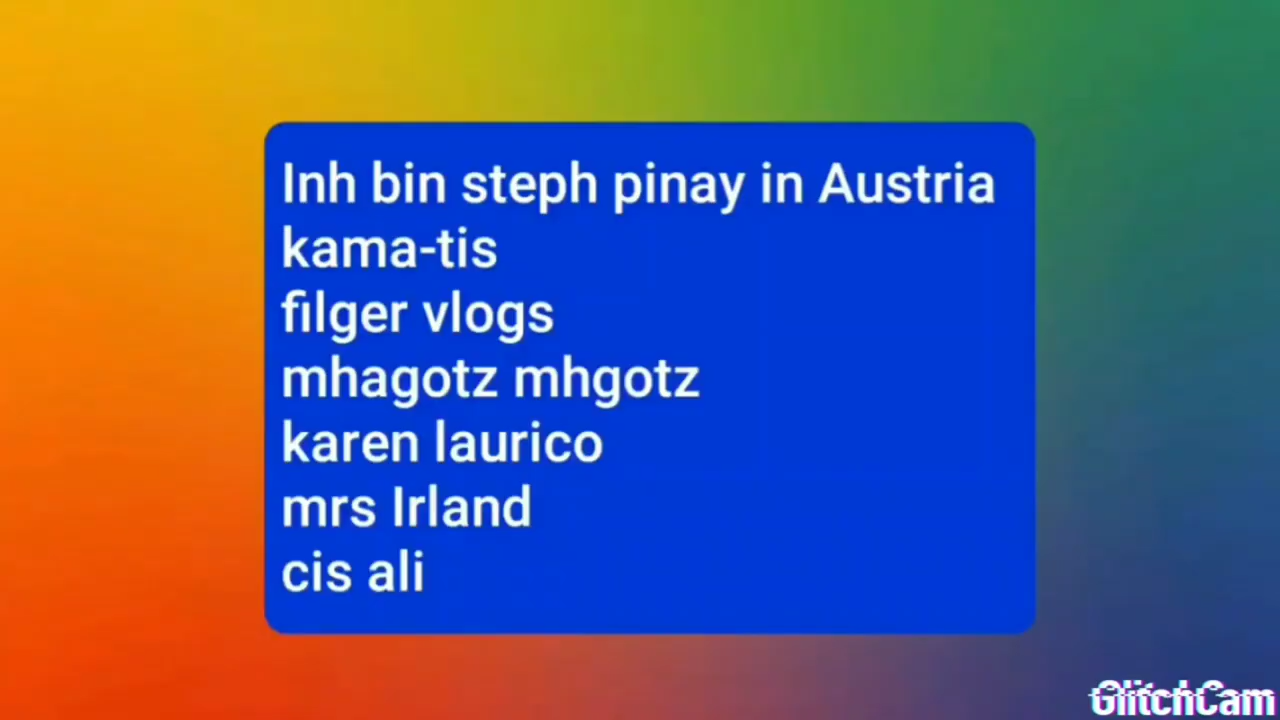 Inh bin steph pinay in Austria
kama-tis
filger vlogs
mhagotz mhgotz
karen laurico
mrs Irland
cis ali
GlitchCam